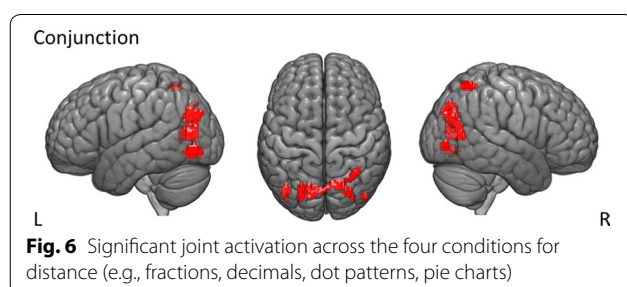 Conjunction
L
R
Fig. 6 Significant joint activation across the four conditions for
distance (e.g., fractions, decimals, dot patterns, pie charts)